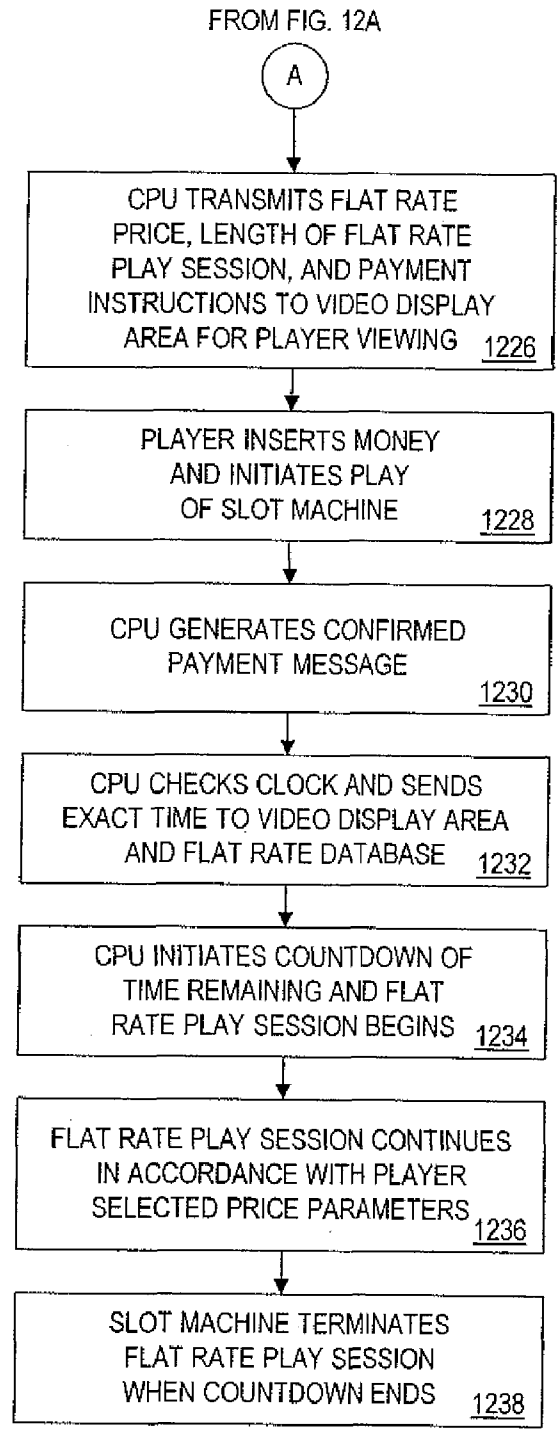 FROM FIG. 12A
A
CPU TRANSMITS FLAT RATE
PRICE, LENGTH OF FLAT RATE
PLAY SESSION, AND PAYMENT
INSTRUCTIONS TO VIDEO DISPLAY
AREA FOR PLAYER VIEWING 1226
PLAYER INSERTS MONEY
AND INITIATES PLAY
OF SLOT MACHINE 1228
CPU GENERATES CONFIRMED
PAYMENT MESSAGE
1230
CPU CHECKS CLOCK AND SENDS
EXACT TIME TO VIDEO DISPLAY AREA
AND FLAT RATE DATABASE 1232
CPU INITIATES COUNTDOWN OF
TIME REMAINING AND FLAT
RATE PLAY SESSION BEGINS 1234
FLAT RATE PLAY SESSION CONTINUES
IN ACCORDANCE WITH PLAYER
SELECTED PRICE PARAMETERS 1236
SLOT MACHINE TERMINATES
FLAT RATE PLAY SESSION
WHEN COUNTDOWN ENDS 1238